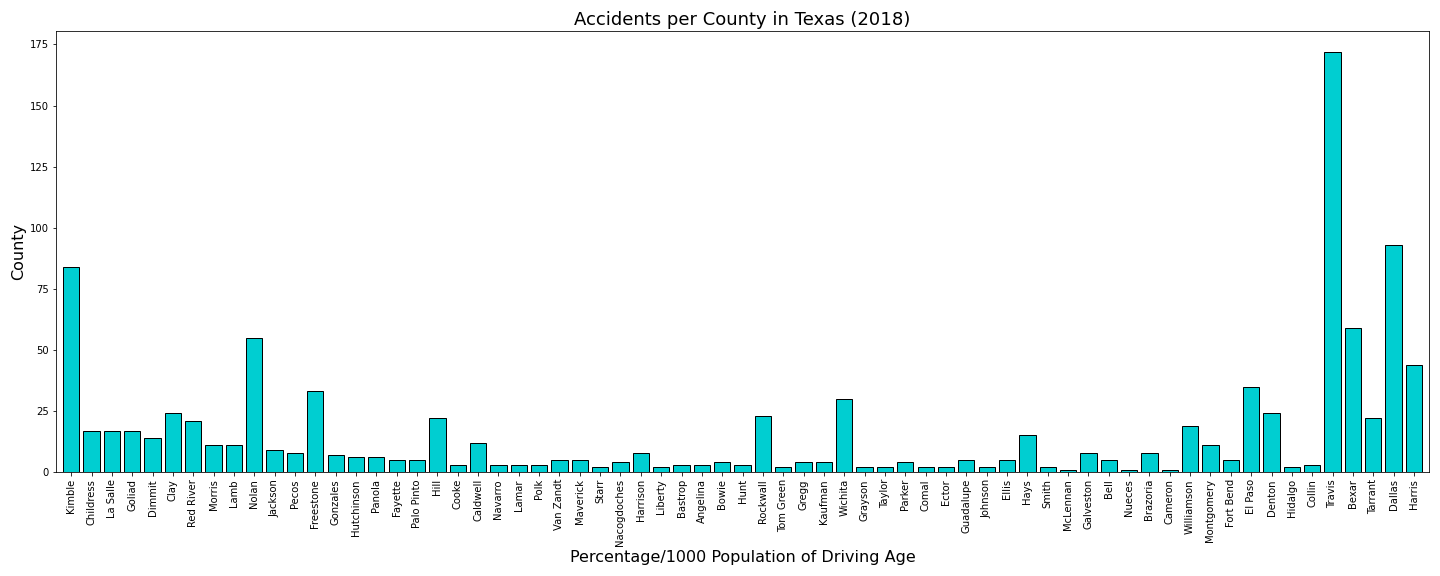 Accidents per County in Texas (2018)
County
175
150
125
100
75
50
25
0
Kimble
Childress
La Salle
Goliad
Dimmit
Clay
Red River
Morris
Lamb
Nolan
Jackson
Pecos
Freestone
Gonzales
Hutchinson
Panola
Fayette
Palo Pinto
Hill
Cooke
Caldwell
Navarro
Lamar
Polk
Van Zandt
Maverick
Starr
Nacogdoches
Harrison
Liberty
Bastrop
Angelina
Bowie
Hunt
Rockwall
Tom Green
Gregg
Kaufman
Wichita
Grayson
Taylor
Parker
Comal
Ector
Guadalupe
Johnson
Ellis
Hays
Smith
McLennan
Galveston
Bell
Nueces
Brazoria
Cameron
Williamson
Montgomery
Fort Bend
El Paso
Denton
Hidalgo
Collin
Travis
Bexar
Tarrant
Dallas
Harris
Percentage/1000 Population of Driving Age